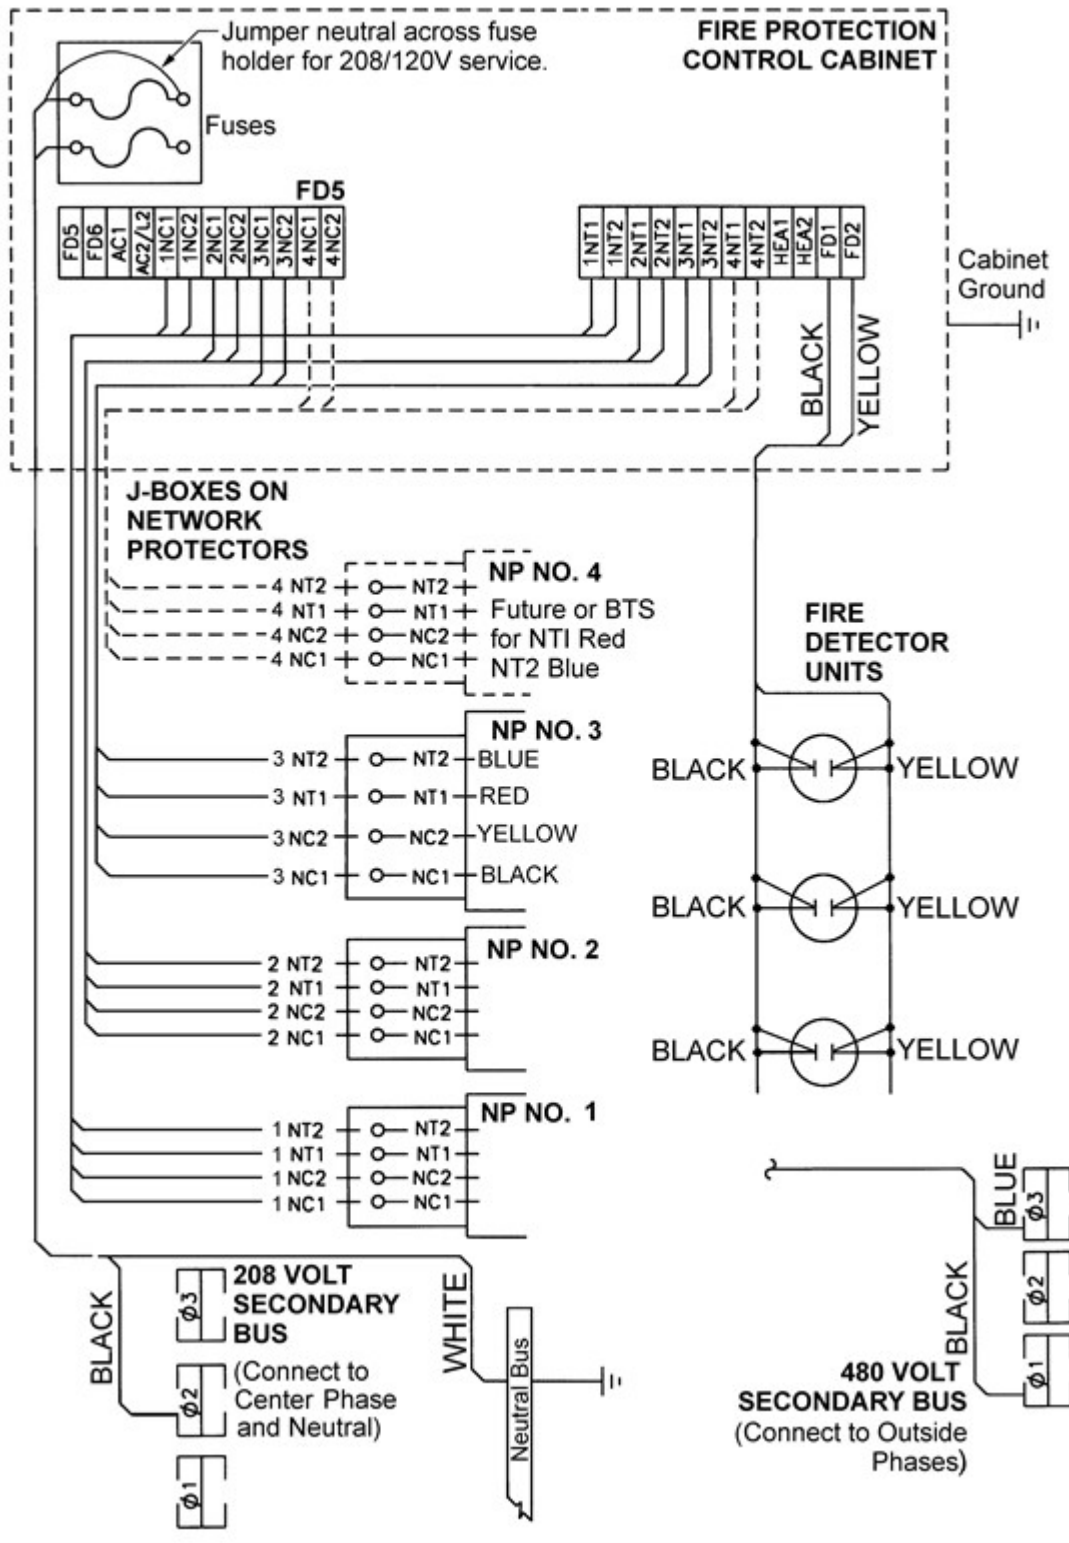 Jumper neutral across fuse
holder for 208/120V service.
FIRE PROTECTION
CONTROL CABINET
Fuses
FD5
FD5 FD6 AC1 AC2/L2 1NC1 1NC2 2NC1 2NC2 3NC1 3NC2 4NC1 4NC2
1NT1 1NT2 2NT1 2NT2 3NT1 3NT2 4NT1 4NT2 HEA1 HEA2 FD1 FD2
Cabinet
Ground
BLACK
YELLOW
J-BOXES ON
NETWORK
PROTECTORS
NP NO. 4
4 NT2 NT2
4 NT1 NT1
4 NC2 NC2
4 NC1 NC1
Future or BTS
for NTI Red
NT2 Blue
FIRE
DETECTOR
UNITS
NP NO. 3
3 NT2 NT2 BLUE
3 NT1 NT1 RED
3 NC2 NC2 YELLOW
3 NC1 NC1 BLACK
BLACK YELLOW
BLACK YELLOW
BLACK YELLOW
NP NO. 2
2 NT2 NT2
2 NT1 NT1
2 NC2 NC2
2 NC1 NC1
NP NO. 1
1 NT2 NT2
1 NT1 NT1
1 NC2 NC2
1 NC1 NC1
BLACK
Φ3
Φ2
Φ1
208 VOLT
SECONDARY
BUS
(Connect to
Center Phase
and Neutral)
WHITE
Neutral Bus
BLUE
BLACK
Φ3
Φ2
Φ1
480 VOLT
SECONDARY BUS
(Connect to Outside
Phases)